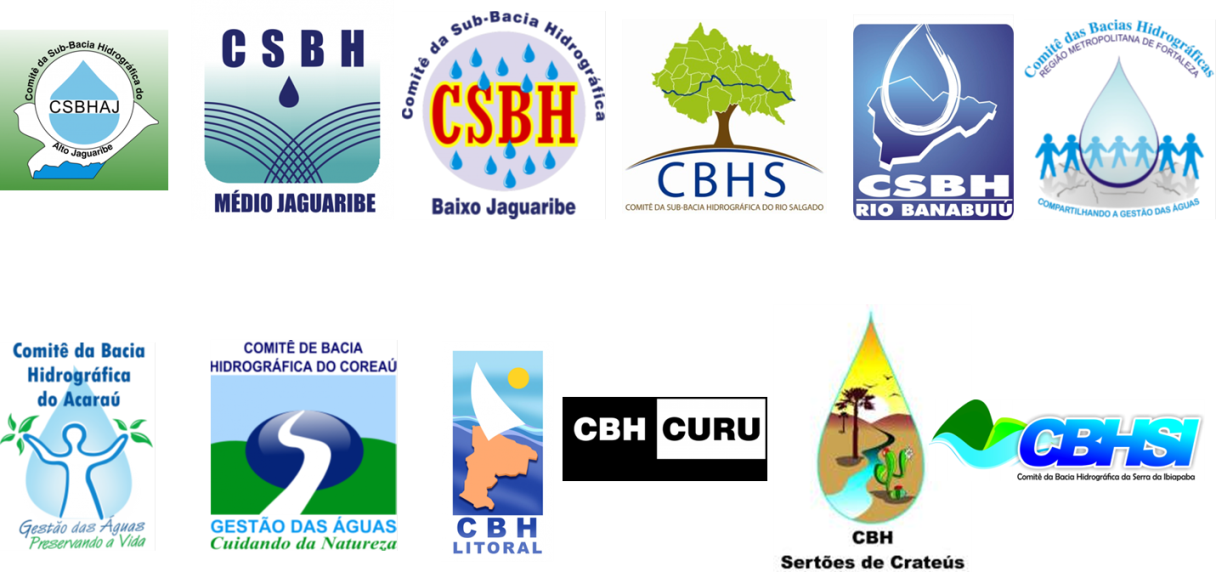 Comitê da Sub-Bacia Hidrográfica do
CSBHAJ
Alto Jaguaribe
CSBH
MÉDIO JAGUARIBE
Comitê da Sub-Bacia Hidrográfica
CSBH
Baixo Jaguaribe
CBHS
COMITÊ DA SUB-BACIA HIDROGRÁFICA DO RIO SALGADO
CSBH
RIO BANABUIÚ
Comitê das Bacias Hidrográficas
REGIÃO METROPOLITANA DE FORTALEZA
COMPARTILHANDO A GESTÃO DAS ÁGUAS
Comitê da Bacia
Hidrográfica
do Acaraú
Gestão das Águas
Preservando a Vida
COMITÊ DE BACIA
HIDROGRÁFICA DO COREAÚ
GESTÃO DAS ÁGUAS
Cuidando da Natureza
CBH
LITORAL
CBH CURU
CBH
Sertões de Crateús
CBHSI
Comitê da Bacia Hidrográfica da Serra da Ibiapaba